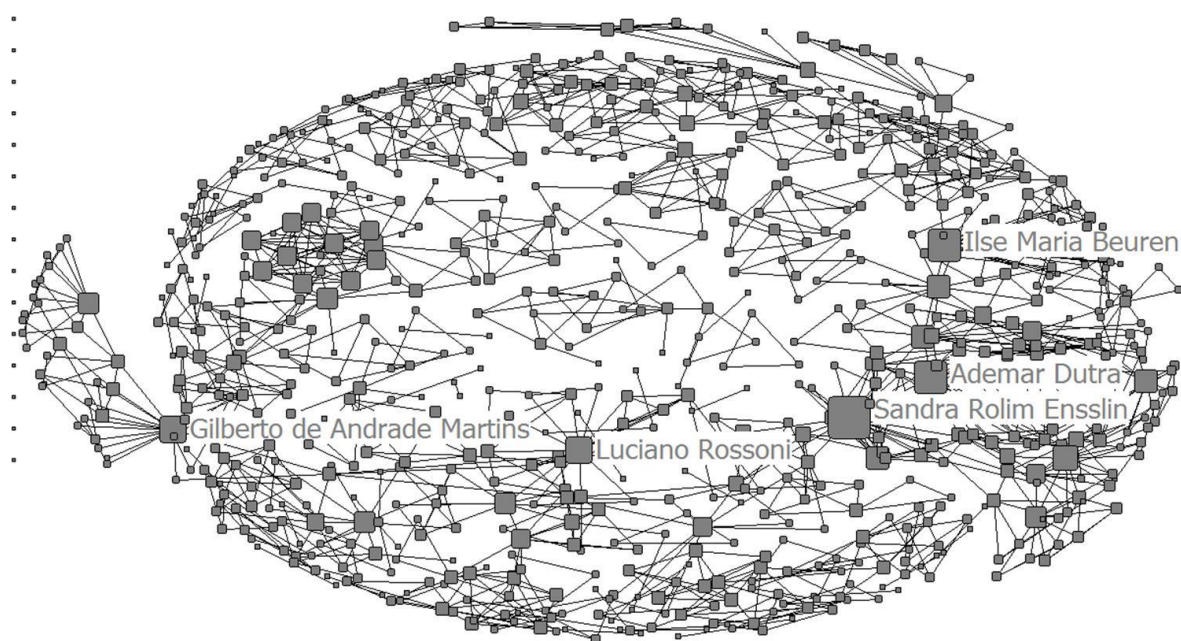 Ilse Maria Beuren
Ademar Dutra
Sandra Rolim Ensslin
Gilberto de Andrade Martins
Luciano Rossoni